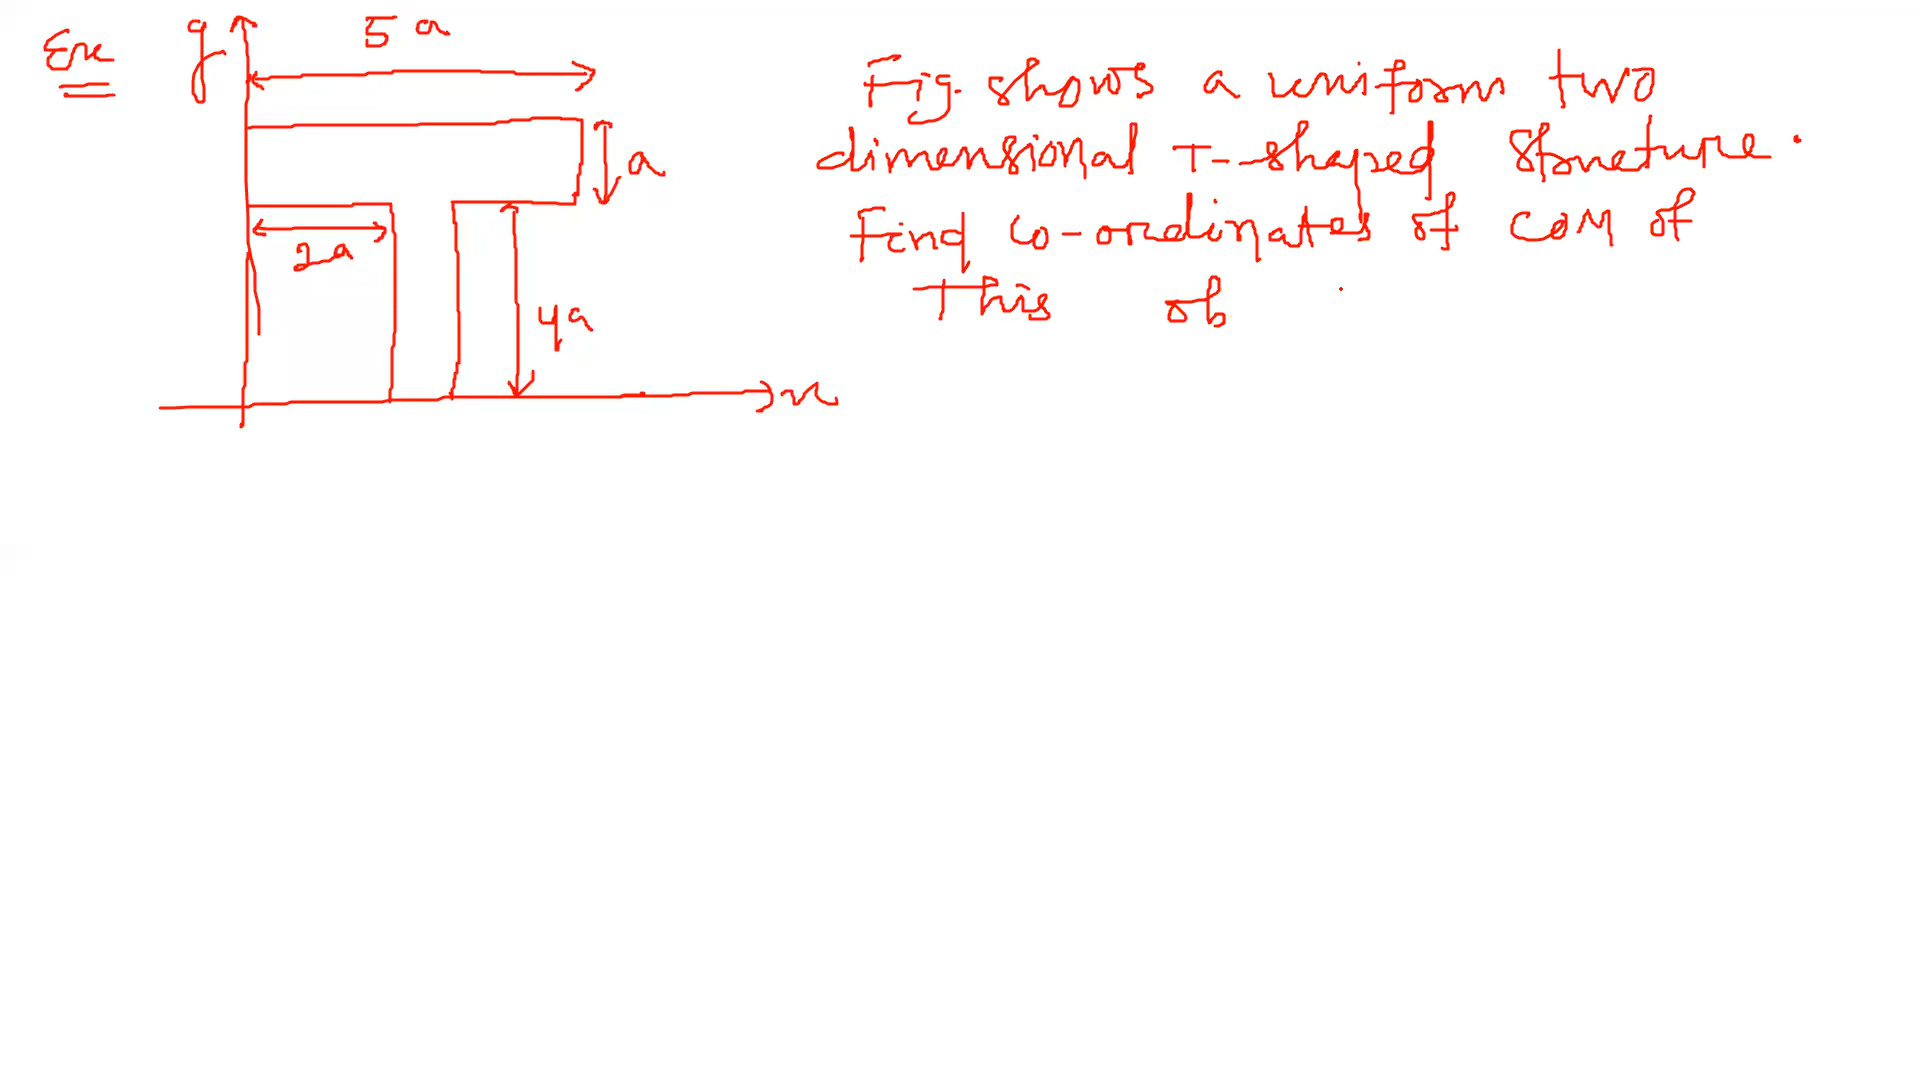 Ex
y
5a
a
2a
4a
x
Fig. shows a uniform two
dimensional T-shaped structure.
Find co-ordinates of COM of
this ob